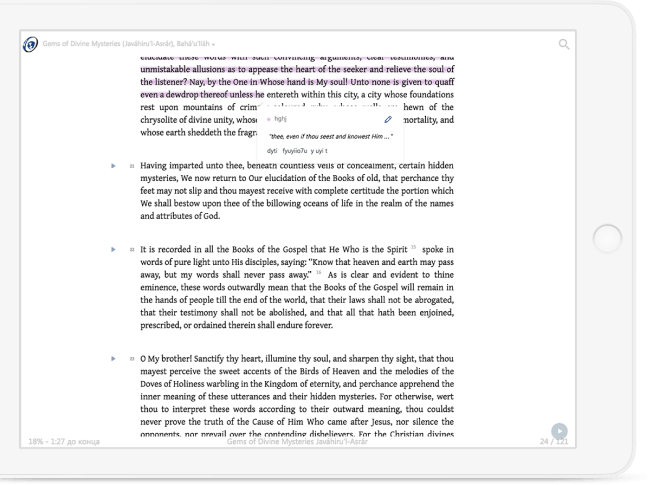 Gems of Divine Mysteries (Javáhiru'l-Asrár), Bahá'u'lláh
elucidate these words with such convincing arguments, clear testimonies, and
unmistakable allusions as to appease the heart of the seeker and relieve the soul of
the listener? Nay, by the One in Whose hand is My soul! Unto none is given to quaff
even a dewdrop thereof unless he entereth within this city, a city whose foundations
rest upon mountains of hewn of the
chrysolite of divine unity, whose mortality, and
whose earth sheddeth the
hghj
"thee, even if thou seest and knowest Him ..."
dyti fyuyiio7u y uyi t
21 Having imparted unto thee, beneath countless veils of concealment, certain hidden
mysteries, We now return to Our elucidation of the Books of old, that perchance thy
feet may not slip and thou mayest receive with complete certitude the portion which
We shall bestow upon thee of the billowing oceans of life in the realm of the names
and attributes of God.
It is recorded in all the Books of the Gospel that He Who is the Spirit 15 spoke in
words of pure light unto His disciples, saying: “Know that heaven and earth may pass
away, but my words shall never pass away.” 16 As is clear and evident to thine
eminence, these words outwardly mean that the Books of the Gospel will remain in
the hands of people till the end of the world, that their laws shall not be abrogated,
that their testimony shall not be abolished, and that all that hath been enjoined,
prescribed, or ordained therein shall endure forever.
O My brother! Sanctify thy heart, illumine thy soul, and sharpen thy sight, that thou
mayest perceive the sweet accents of the Birds of Heaven and the melodies of the
Doves of Holiness warbling in the Kingdom of eternity, and perchance apprehend the
inner meaning of these utterances and their hidden mysteries. For otherwise, wert
thou to interpret these words according to their outward meaning, thou couldst
never prove the truth of the Cause of Him Who came after Jesus, nor silence the
opponents, nor prevail over the contending disbelievers. For the Christian divines
18% - 1:27 до конца
Gems of Divine Mysteries Javáhiru'l-Asrár
24 / 121